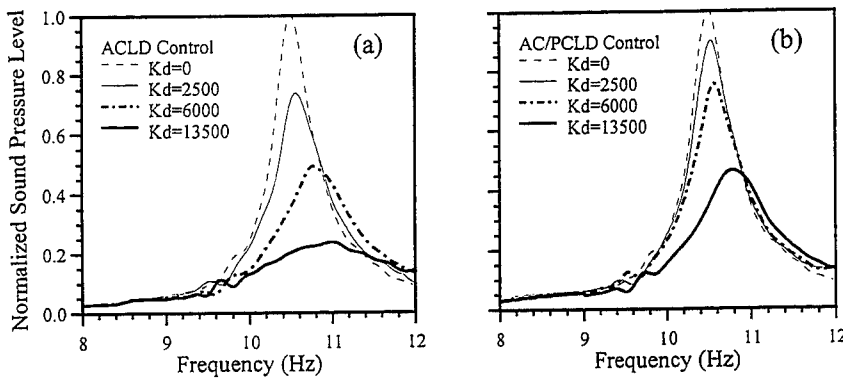 Normalized Sound Pressure Level
1.0
0.8
0.6
0.4
0.2
0.0
ACLD Control
Kd=0
Kd=2500
Kd=6000
Kd=13500
(a)
8 9 10 11 12
Frequency (Hz)
AC/PCLD Control
Kd=0
Kd=2500
Kd=6000
Kd=13500
(b)
8 9 10 11 12
Frequency (Hz)